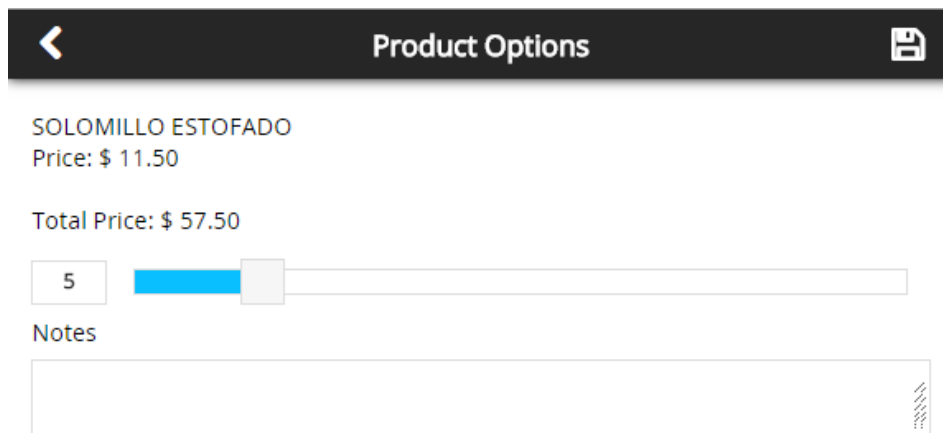 Product Options
SOLOMILLO ESTOFADO
Price: $ 11.50
Total Price: $ 57.50
5
Notes